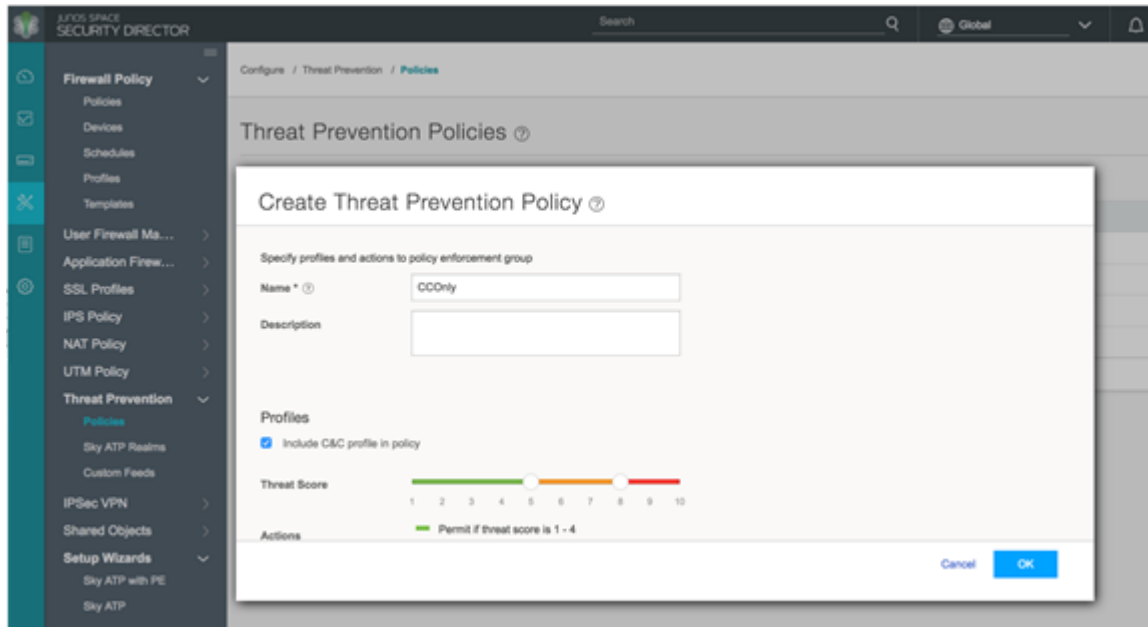 JUNOS SPACE
SECURITY DIRECTOR
Search
Global
Firewall Policy
Policies
Devices
Schedules
Profiles
Templates
User Firewall Ma...
Application Firew...
SSL Profiles
IPS Policy
NAT Policy
UTM Policy
Threat Prevention
Policies
Sky ATP Realms
Custom Feeds
IPSec VPN
Shared Objects
Setup Wizards
Sky ATP with PE
Sky ATP
Configure / Threat Prevention / Policies
Threat Prevention Policies ?
Create Threat Prevention Policy ?
Specify profiles and actions to policy enforcement group
Name * ? CCOnly
Description
Profiles
Include C&C profile in policy
Threat Score
1 2 3 4 5 6 7 8 9 10
Actions Permit if threat score is 1 - 4
Cancel OK